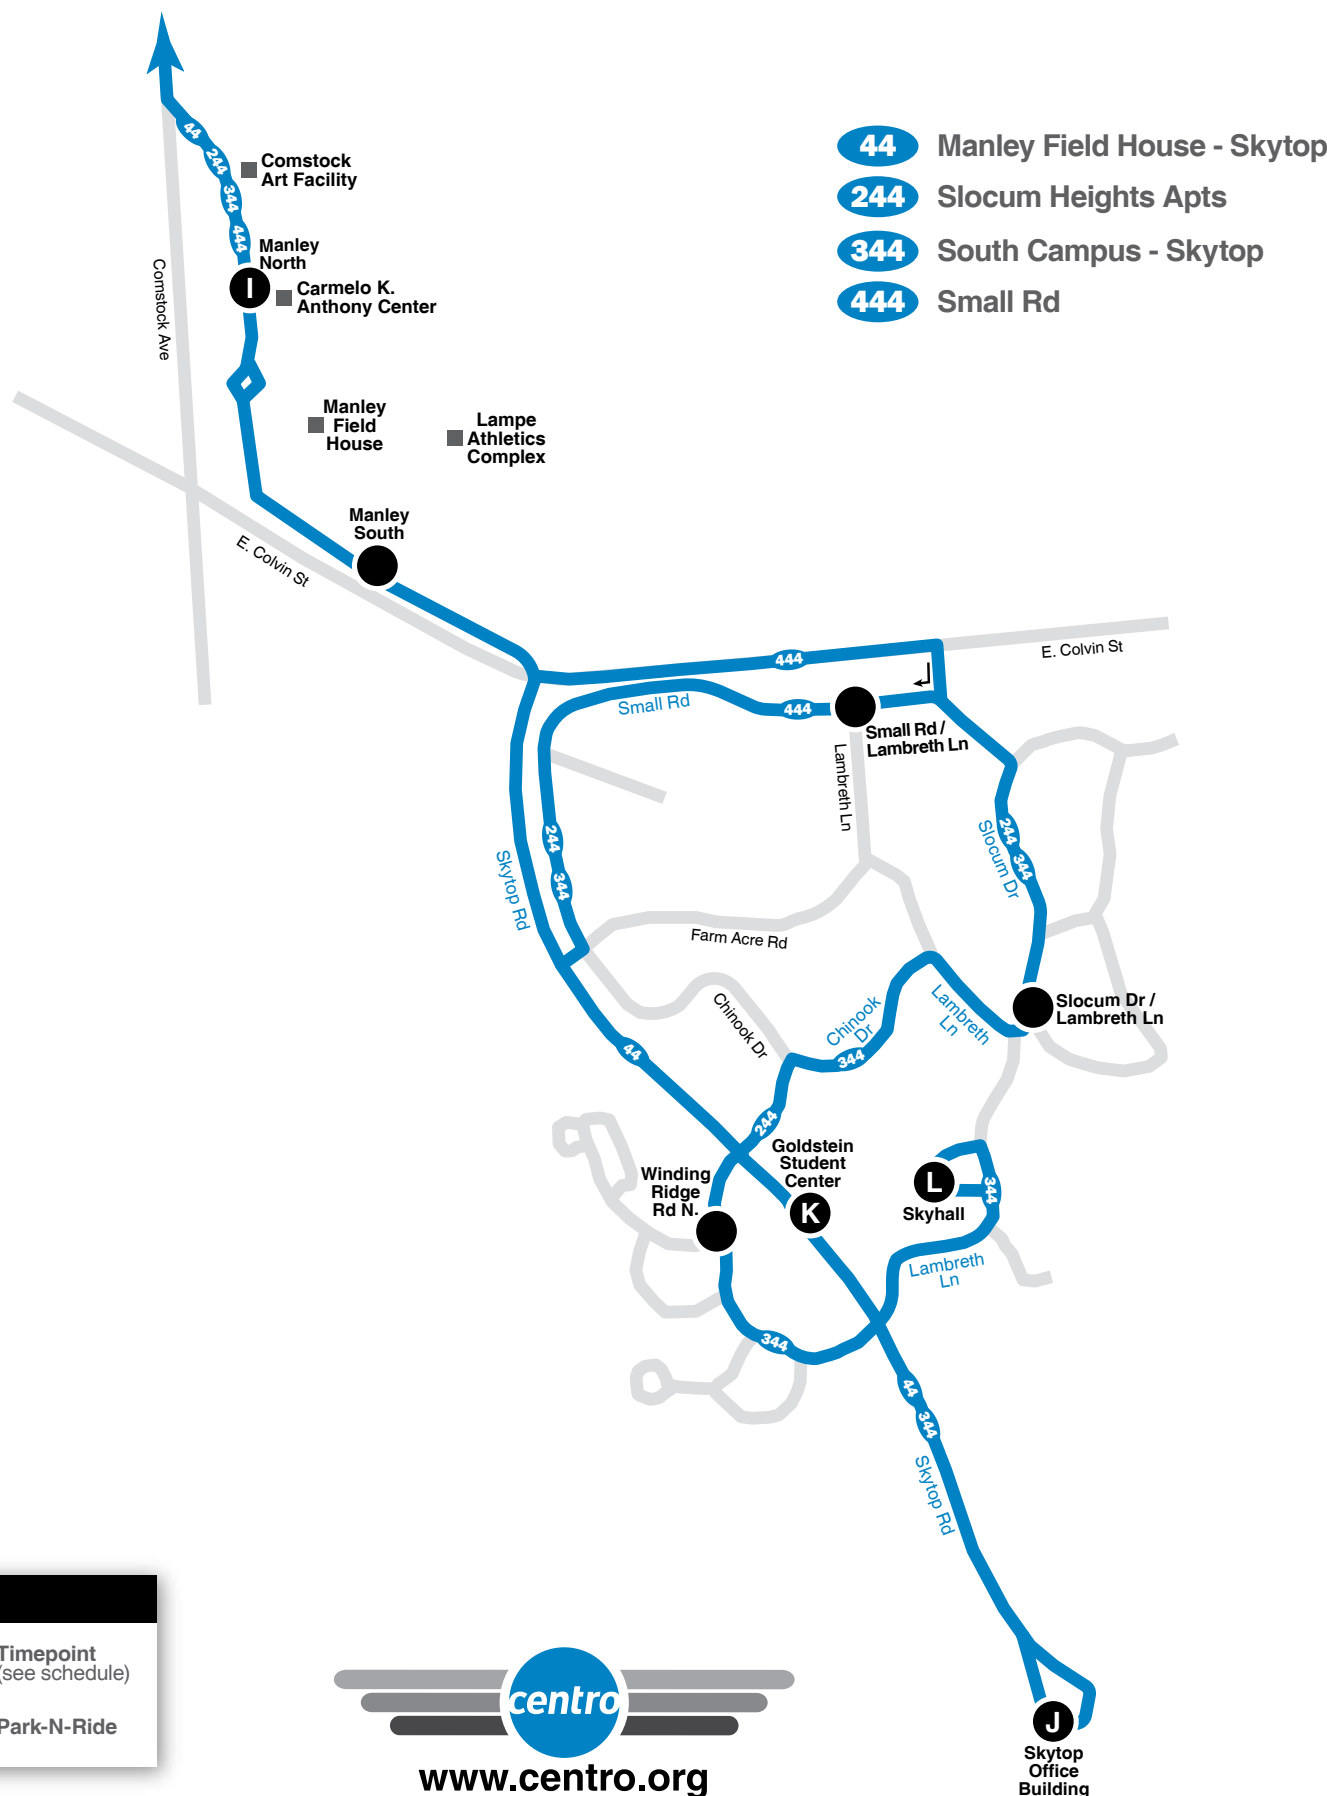 44
244
344
444
Comstock
Art Facility
Manley
North
I
Carmelo K.
Anthony Center
Comstock Ave
44 Manley Field House - Skytop
244 Slocum Heights Apts
344 South Campus - Skytop
444 Small Rd
Manley
Field
House
Lampe
Athletics
Complex
Manley
South
E. Colvin St
444
E. Colvin St
Small Rd
444
Small Rd /
Lambreth Ln
Lambreth Ln
244
344
Skytop Rd
244
344
Slocum Dr
Farm Acre Rd
Chinook Dr
Chinook
Dr
Lambreth
Ln
Slocum Dr /
Lambreth Ln
44
344
244
Goldstein
Student
Center
K
Winding
Ridge
Rd N.
L
Skyhall
344
Lambreth
Ln
344
44
344
Skytop Rd
Timepoint
(see schedule)
Park-N-Ride
centro
www.centro.org
J
Skytop
Office
Building